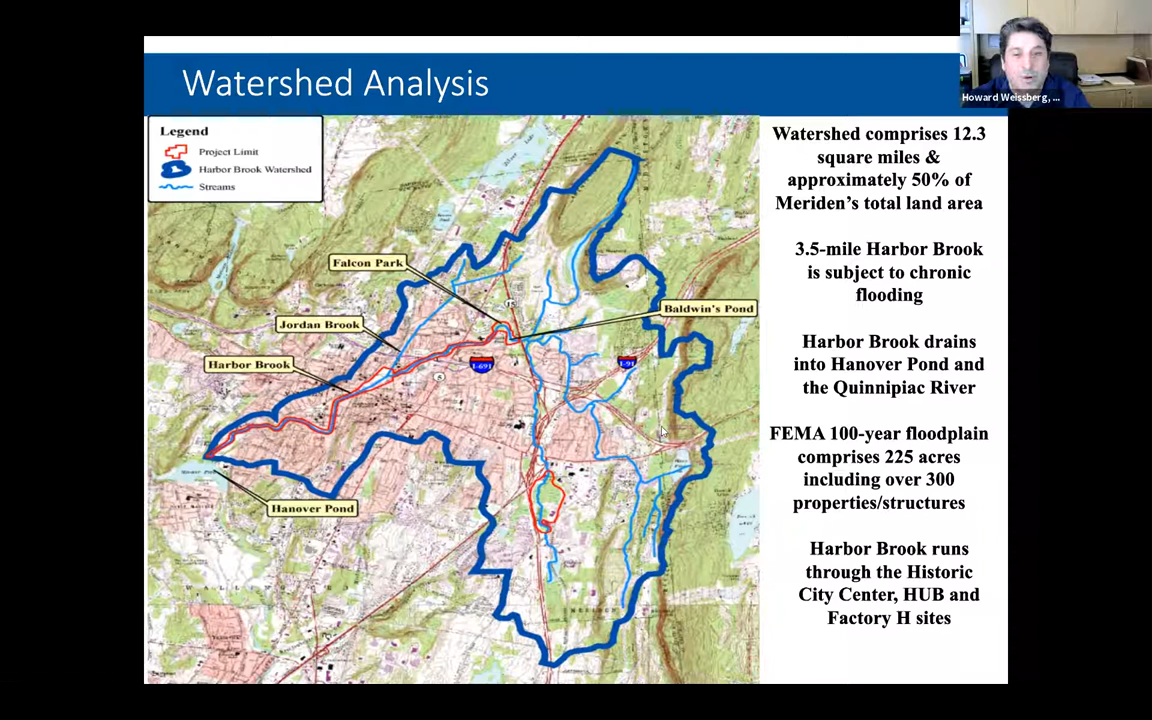 Watershed Analysis
Howard Weissberg, ...
Legend
Project Limit
Harbor Brook Watershed
Streams
Falcon Park
Jordan Brook
Harbor Brook
Baldwin's Pond
Hanover Pond
15
I-691
I-91
5
Watershed comprises 12.3
square miles &
approximately 50% of
Meriden's total land area
3.5-mile Harbor Brook
is subject to chronic
flooding
Harbor Brook drains
into Hanover Pond and
the Quinnipiac River
FEMA 100-year floodplain
comprises 225 acres
including over 300
properties/structures
Harbor Brook runs
through the Historic
City Center, HUB and
Factory H sites